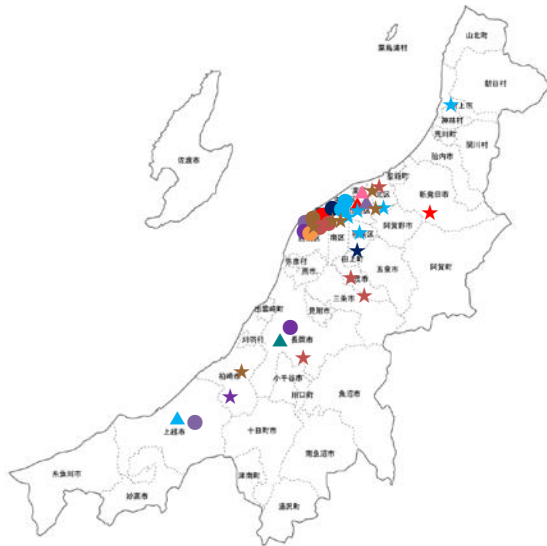 山北町
粟島浦村
朝日村
上市
神林村
荒川町
関川村
胎内市
佐渡市
聖籠町
新発田市
北区
阿賀野市
南区
田上町
五泉市
阿賀町
弥彦村
燕市
三条市
出雲崎町
見附市
長岡市
刈羽村
柏崎市
小千谷市
川口町
魚沼市
上越市
十日町市
南魚沼市
糸魚川市
妙高市
津南町
湯沢町